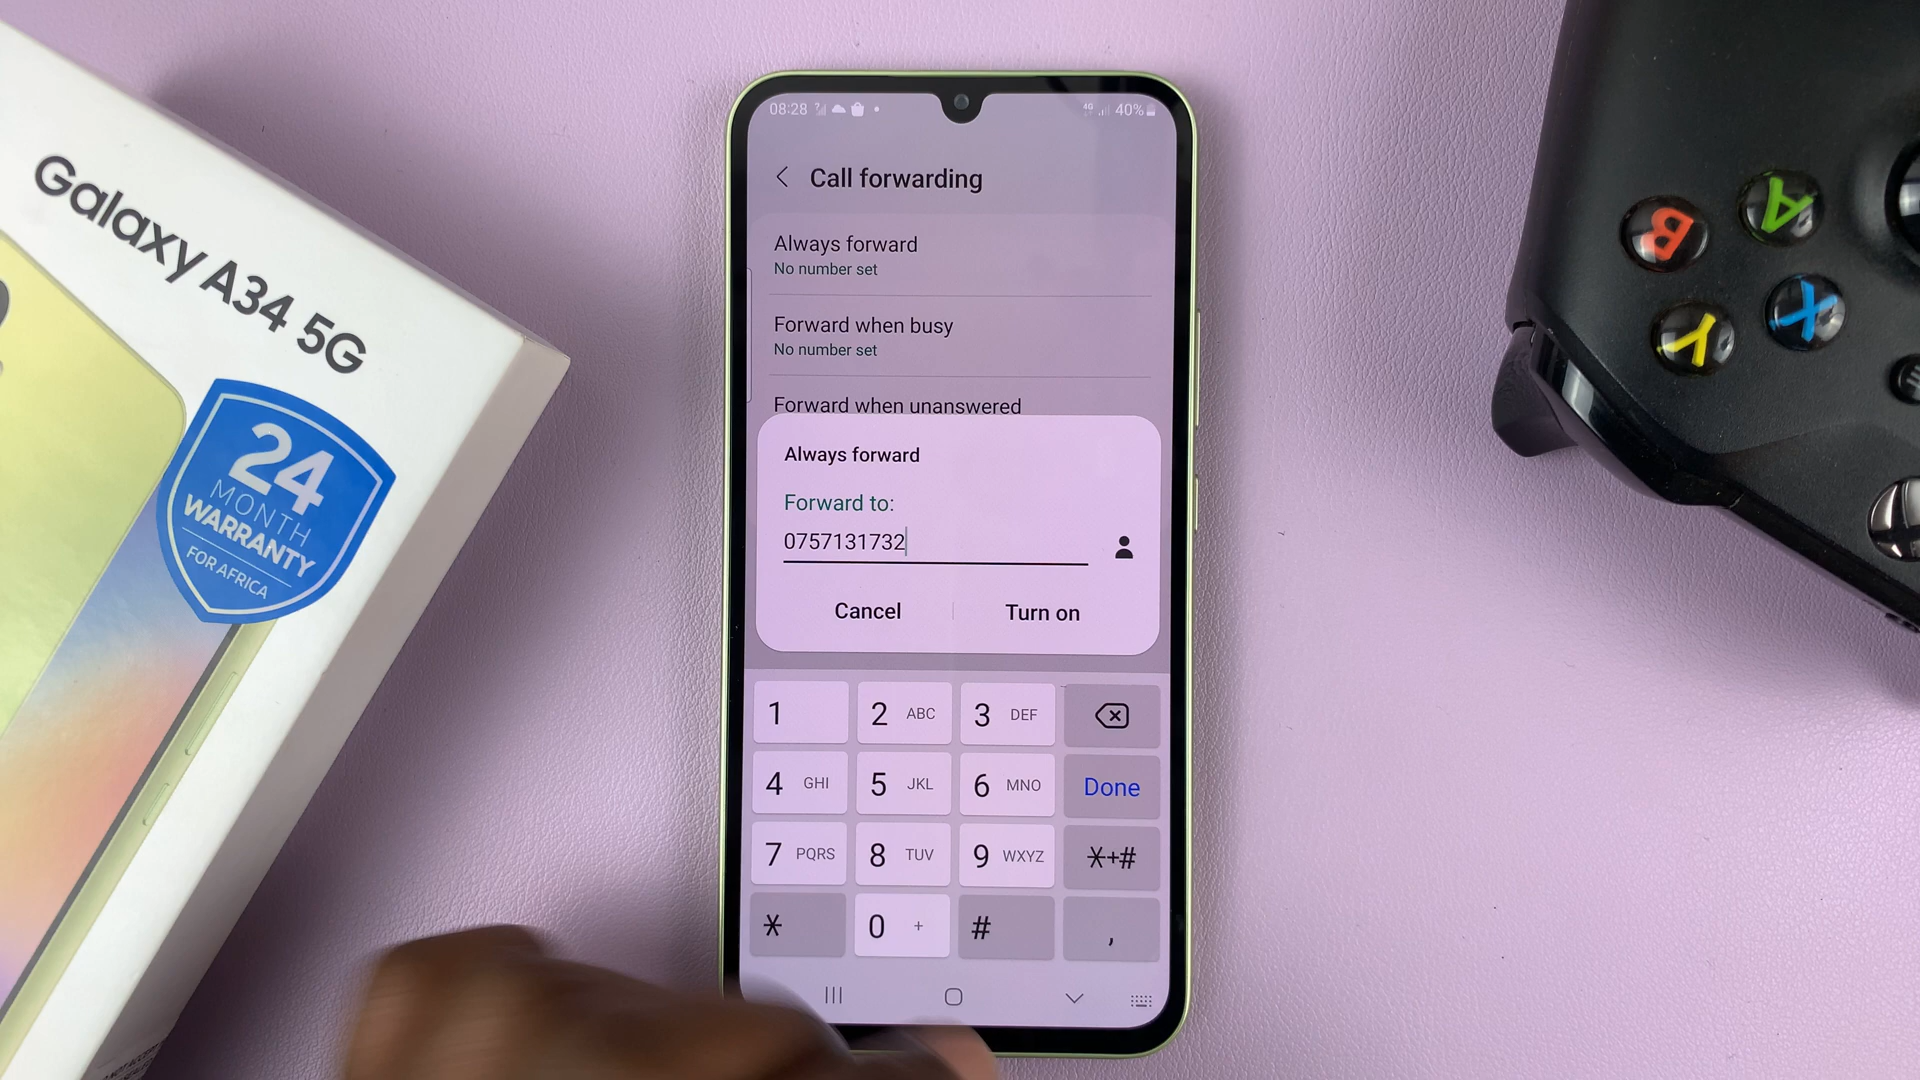 Galaxy A34 5G
24
MONTH
WARRANTY
FOR AFRICA
08:28
4G
40%
Call forwarding
Always forward
No number set
Forward when busy
No number set
Forward when unanswered
Always forward
Forward to:
0757131732
Cancel
Turn on
1
2 ABC
3 DEF
4 GHI
5 JKL
6 MNO
Done
7 PQRS
8 TUV
9 WXYZ
*+#
*
0 +
#
,
B
A
Y
X